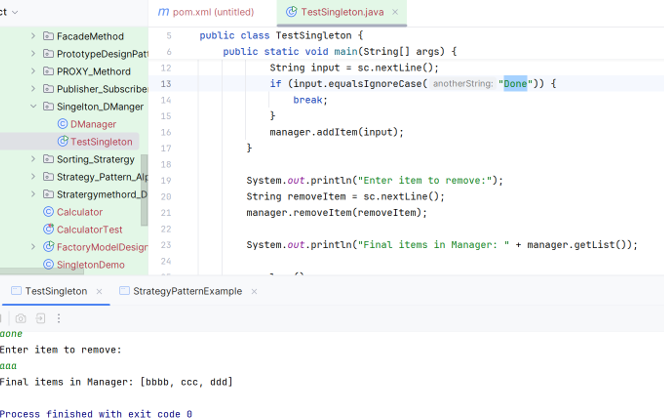 ct
pom.xml (untitled)
TestSingleton.java
FacadeMethod
PrototypeDesignPatt
PROXY_Methord
Publisher_Subscriber
Singelton_DManger
DManager
TestSingleton
Sorting_Stratergy
Strategy_Pattern_Alp
Stratergymethord_D
Calculator
CalculatorTest
FactoryModelDesign
SingletonDemo
5 public class TestSingleton {
6 public static void main(String[] args) {
12 String input = sc.nextLine();
13 if (input.equalsIgnoreCase( anotherString: "Done")) {
14 break;
15 }
16 manager.addItem(input);
17 }
18
19 System.out.println("Enter item to remove:");
20 String removeItem = sc.nextLine();
21 manager.removeItem(removeItem);
22
23 System.out.println("Final items in Manager: " + manager.getList());
24
TestSingleton
StrategyPatternExample
Enter item to remove:
aaa
Final items in Manager: [bbbb, ccc, ddd]
Process finished with exit code 0